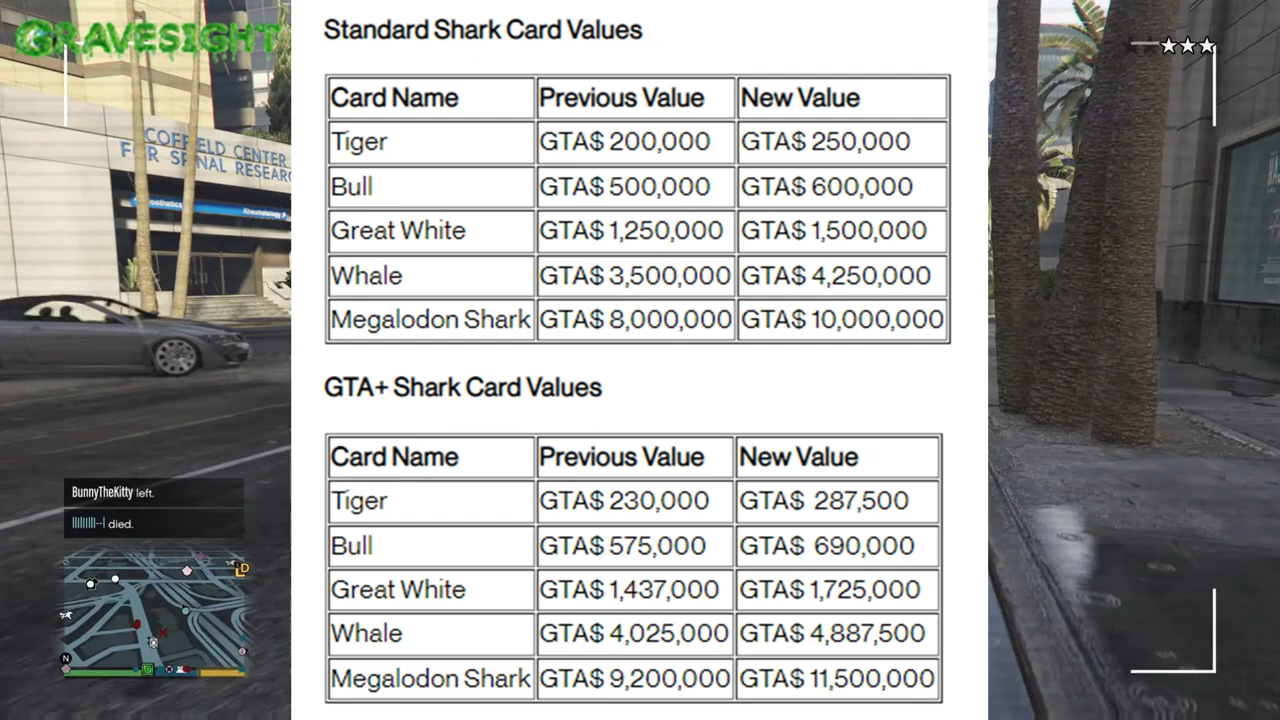 GRAVESIGHT
COFFIELD CENTER
FOR SPINAL RESEARC
Standard Shark Card Values
Card Name Previous Value New Value
Tiger GTA$ 200,000 GTA$ 250,000
Bull GTA$ 500,000 GTA$ 600,000
Great White GTA$ 1,250,000 GTA$ 1,500,000
Whale GTA$ 3,500,000 GTA$ 4,250,000
Megalodon Shark GTA$ 8,000,000 GTA$ 10,000,000
GTA+ Shark Card Values
Card Name Previous Value New Value
Tiger GTA$ 230,000 GTA$ 287,500
Bull GTA$ 575,000 GTA$ 690,000
Great White GTA$ 1,437,000 GTA$ 1,725,000
Whale GTA$ 4,025,000 GTA$ 4,887,500
Megalodon Shark GTA$ 9,200,000 GTA$ 11,500,000
BunnyTheKitty left.
died.
N